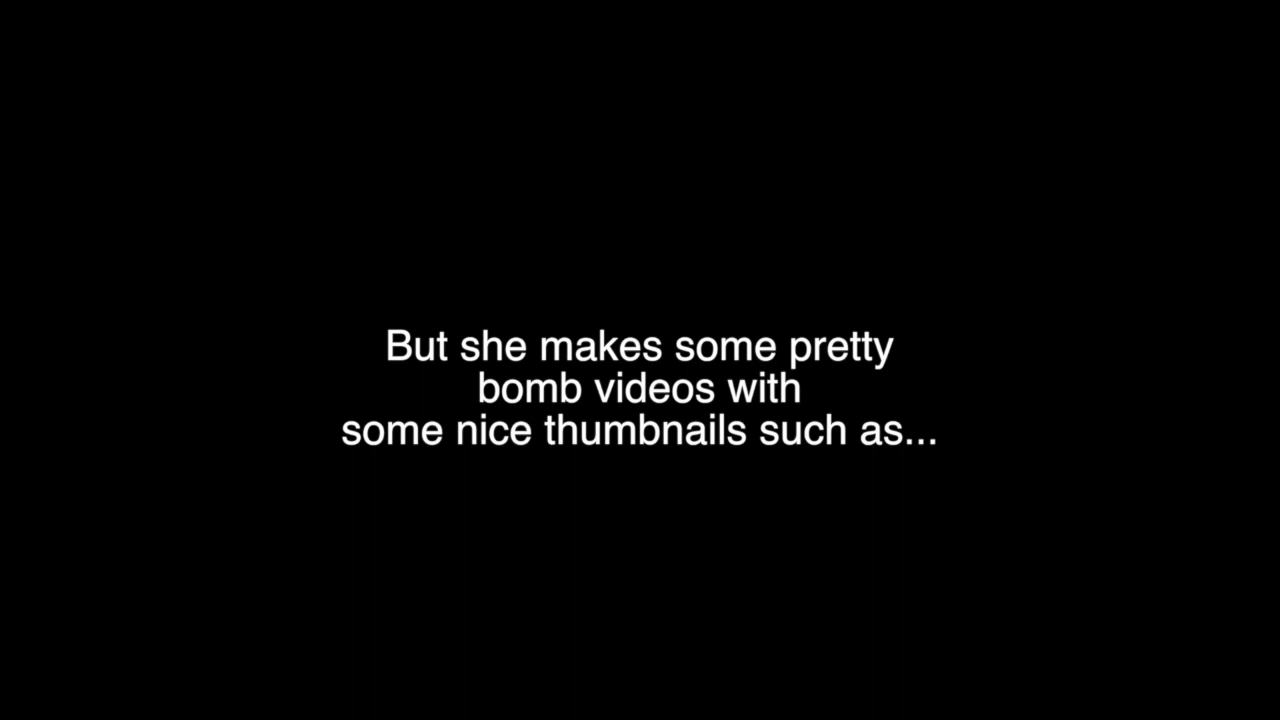 But she makes some pretty
bomb videos with
some nice thumbnails such as...